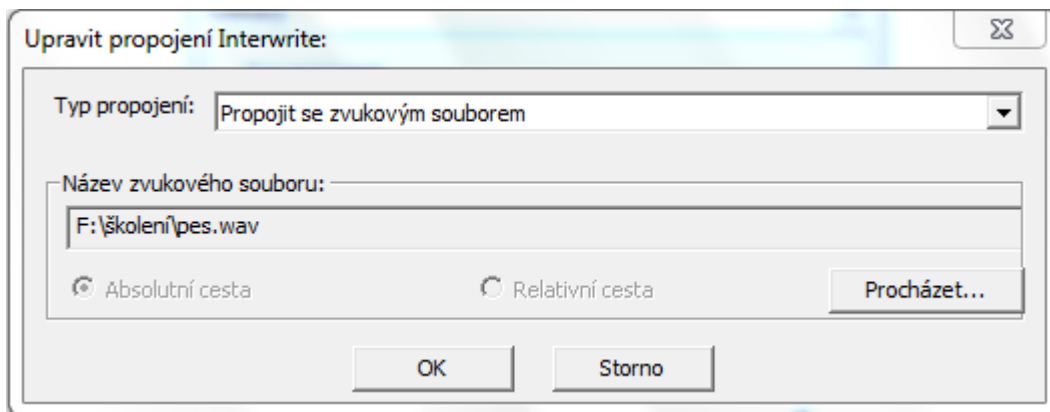 Upravit propojení Interwrite:
Typ propojení: Propojit se zvukovým souborem
Název zvukového souboru:
F:\školení\pes.wav
Absolutní cesta Relativní cesta Procházet...
OK Storno